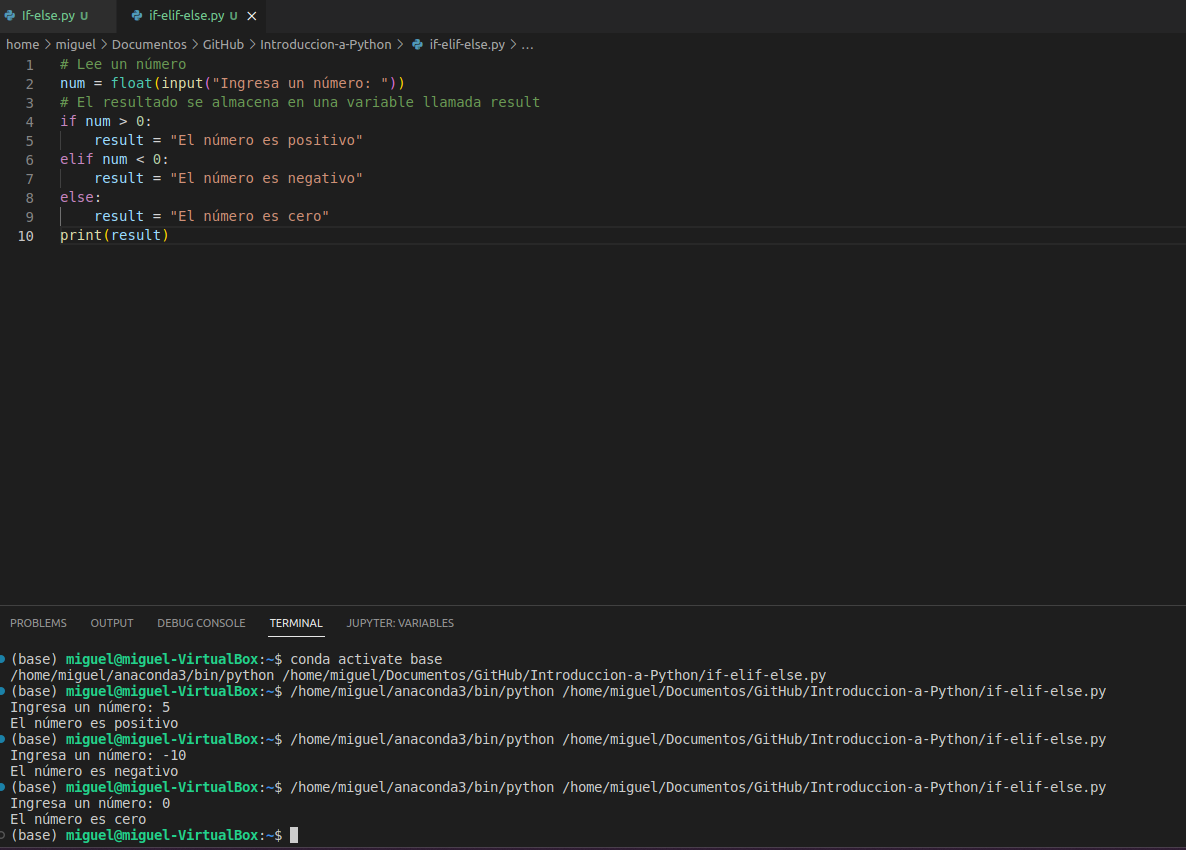 If-else.py U if-elif-else.py U
home > miguel > Documentos > GitHub > Introduccion-a-Python > if-elif-else.py > ...
1 # Lee un número
2 num = float(input("Ingresa un número: "))
3 # El resultado se almacena en una variable llamada result
4 if num > 0:
5     result = "El número es positivo"
6 elif num < 0:
7     result = "El número es negativo"
8 else:
9     result = "El número es cero"
10 print(result)
PROBLEMS OUTPUT DEBUG CONSOLE TERMINAL JUPYTER: VARIABLES
(base) miguel@miguel-VirtualBox:~$ conda activate base
/home/miguel/anaconda3/bin/python /home/miguel/Documentos/GitHub/Introduccion-a-Python/if-elif-else.py
(base) miguel@miguel-VirtualBox:~$ /home/miguel/anaconda3/bin/python /home/miguel/Documentos/GitHub/Introduccion-a-Python/if-elif-else.py
Ingresa un número: 5
El número es positivo
(base) miguel@miguel-VirtualBox:~$ /home/miguel/anaconda3/bin/python /home/miguel/Documentos/GitHub/Introduccion-a-Python/if-elif-else.py
Ingresa un número: -10
El número es negativo
(base) miguel@miguel-VirtualBox:~$ /home/miguel/anaconda3/bin/python /home/miguel/Documentos/GitHub/Introduccion-a-Python/if-elif-else.py
Ingresa un número: 0
El número es cero
(base) miguel@miguel-VirtualBox:~$